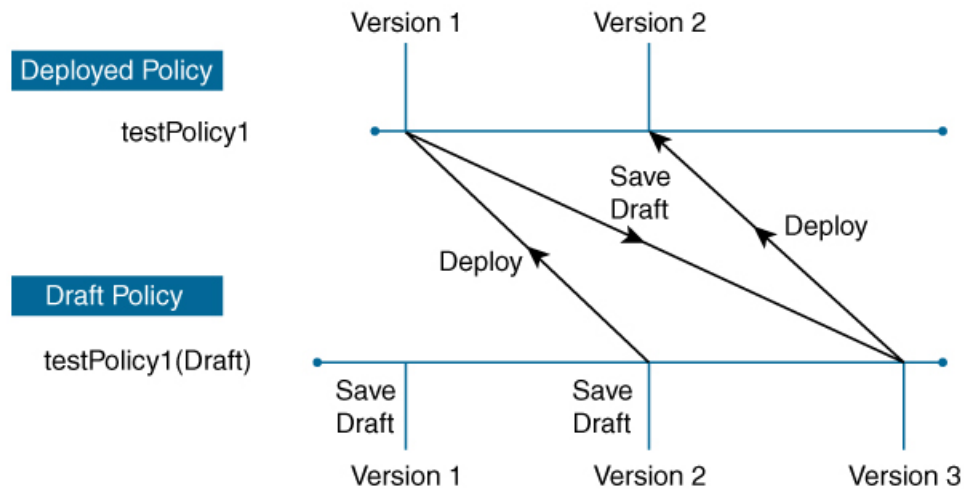 Version 1
Version 2
Deployed Policy
testPolicy1
Save
Draft
Deploy
Deploy
Draft Policy
testPolicy1(Draft)
Save
Draft
Save
Draft
Version 1
Version 2
Version 3